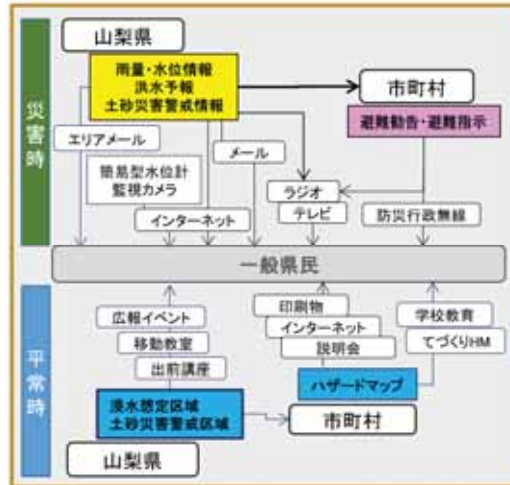 災害時
山梨県
雨量・水位情報
洪水予報
土砂災害警戒情報
市町村
避難勧告・避難指示
エリアメール
メール
簡易型水位計
監視カメラ
ラジオ
テレビ
インターネット
防災行政無線
一般県民
平常時
広報イベント
移動教室
出前講座
印刷物
インターネット
説明会
学校教育
てづくりHM
ハザードマップ
浸水想定区域
土砂災害警戒区域
市町村
山梨県